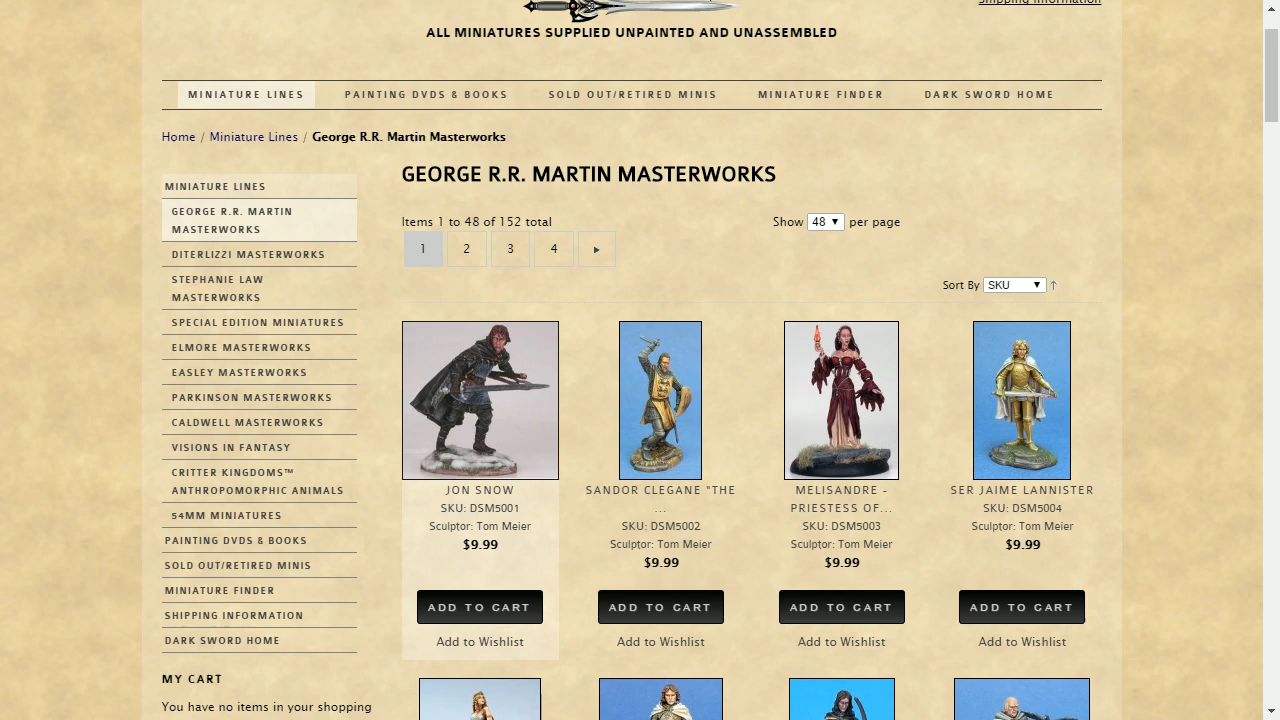 Shipping Information
ALL MINIATURES SUPPLIED UNPAINTED AND UNASSEMBLED
MINIATURE LINES PAINTING DVDS & BOOKS SOLD OUT/RETIRED MINIS MINIATURE FINDER DARK SWORD HOME
Home / Miniature Lines / George R.R. Martin Masterworks
GEORGE R.R. MARTIN MASTERWORKS
MINIATURE LINES
GEORGE R.R. MARTIN
MASTERWORKS
DITERLIZZI MASTERWORKS
STEPHANIE LAW
MASTERWORKS
SPECIAL EDITION MINIATURES
ELMORE MASTERWORKS
EASLEY MASTERWORKS
PARKINSON MASTERWORKS
CALDWELL MASTERWORKS
VISIONS IN FANTASY
CRITTER KINGDOMS™
ANTHROPOMORPHIC ANIMALS
54MM MINIATURES
PAINTING DVDS & BOOKS
SOLD OUT/RETIRED MINIS
MINIATURE FINDER
SHIPPING INFORMATION
DARK SWORD HOME
MY CART
You have no items in your shopping
Items 1 to 48 of 152 total
Show 48 per page
1 2 3 4
Sort By SKU
JON SNOW
SKU: DSM5001
Sculptor: Tom Meier
$9.99
ADD TO CART
Add to Wishlist
SANDOR CLEGANE "THE
...
SKU: DSM5002
Sculptor: Tom Meier
$9.99
ADD TO CART
Add to Wishlist
MELISANDRE -
PRIESTESS OF...
SKU: DSM5003
Sculptor: Tom Meier
$9.99
ADD TO CART
Add to Wishlist
SER JAIME LANNISTER
SKU: DSM5004
Sculptor: Tom Meier
$9.99
ADD TO CART
Add to Wishlist